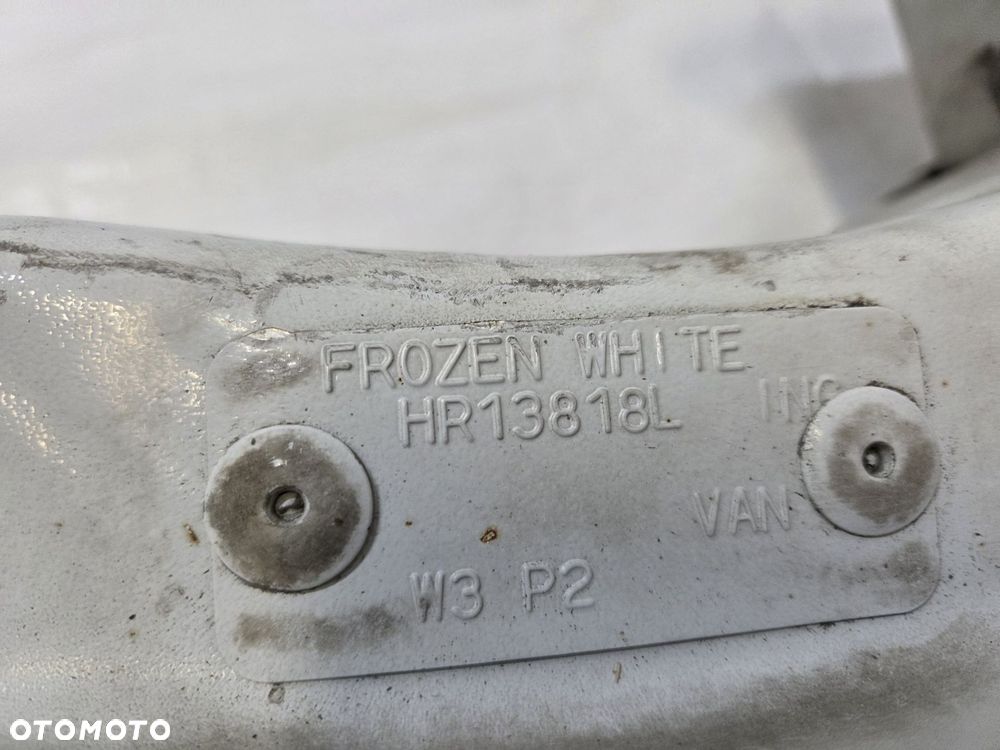 FROZEN WHITE
HR13818L
VAN
W3 P2
OTOMOTO